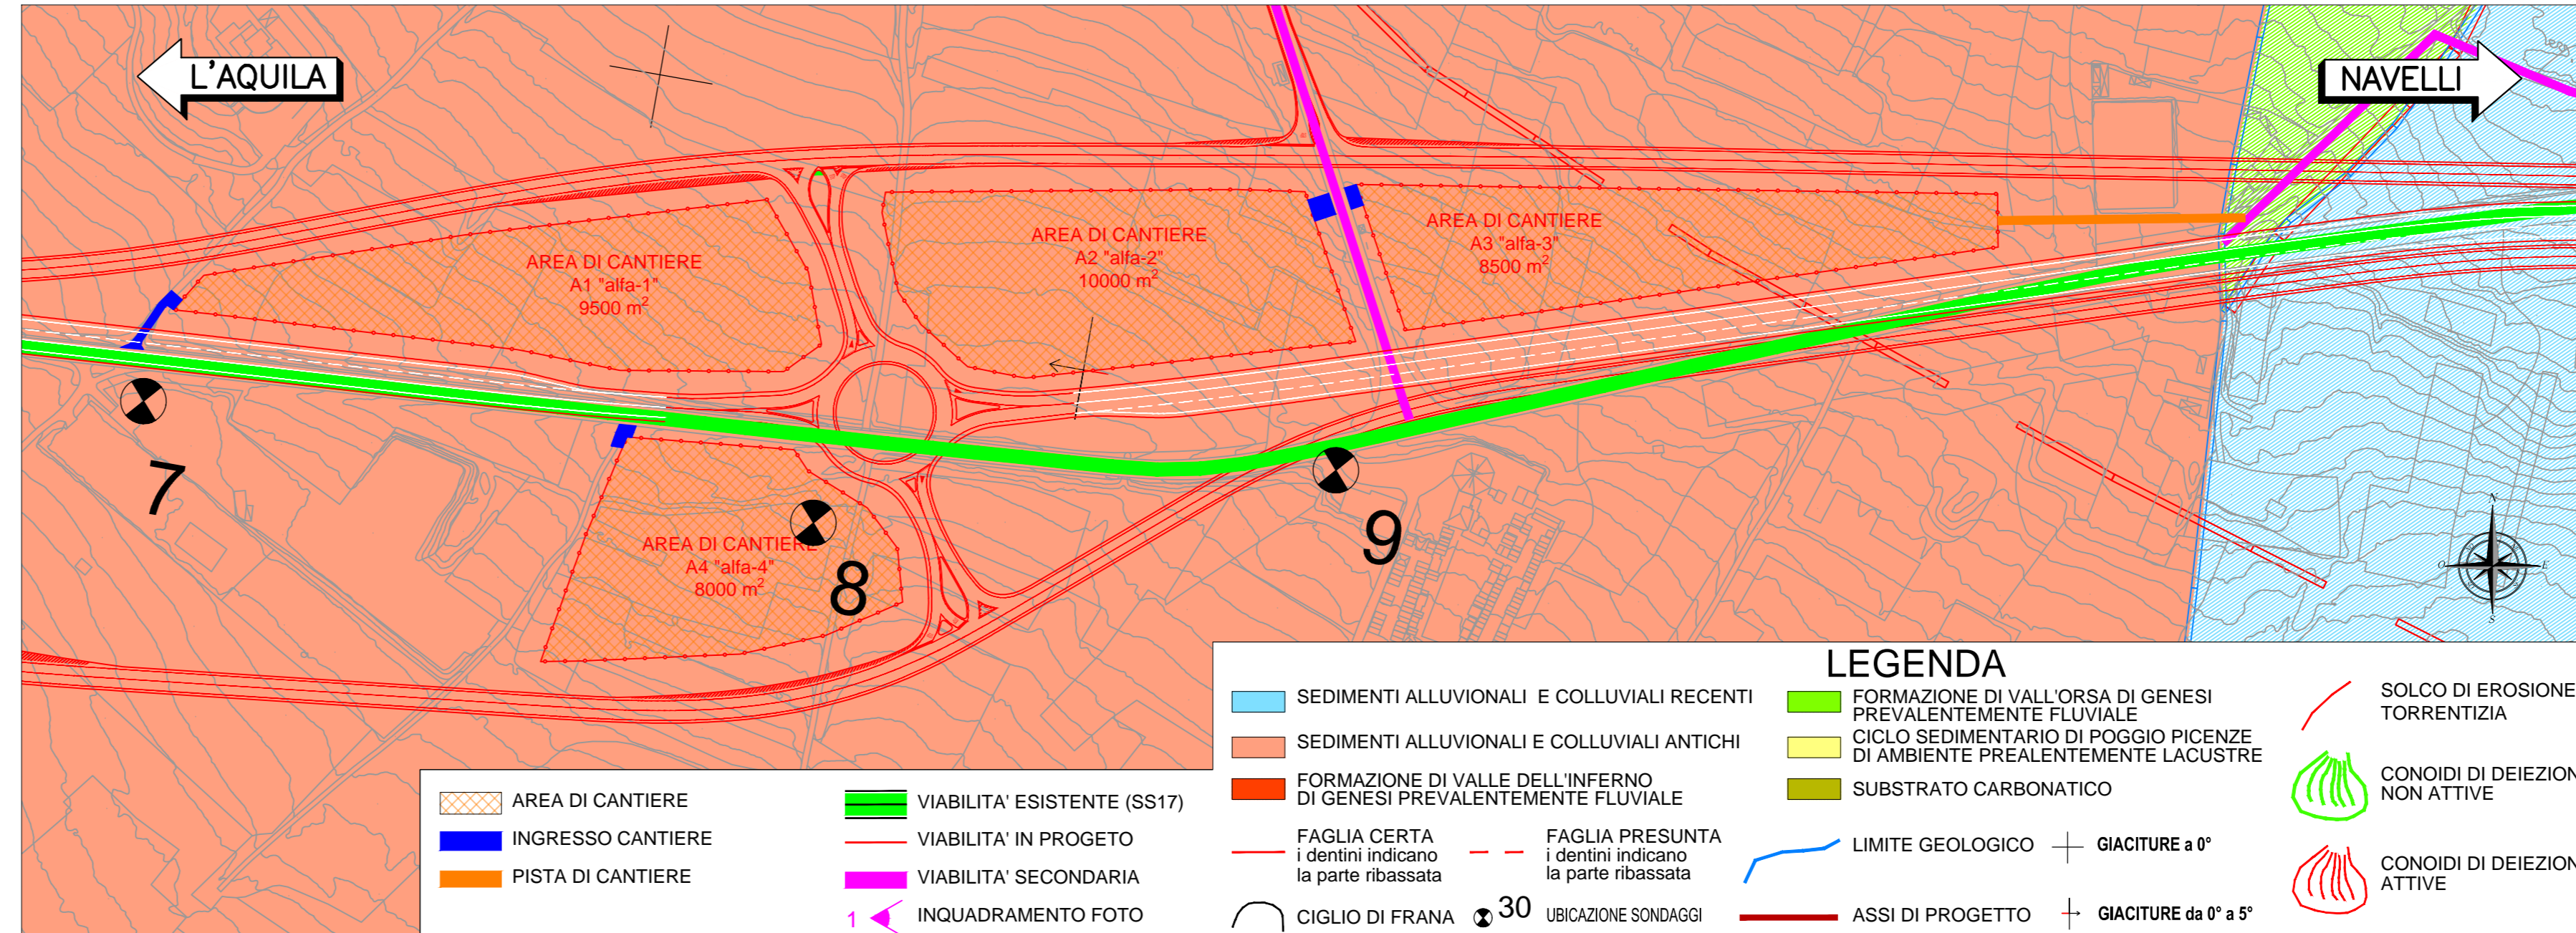 L'AQUILA
NAVELLI
AREA DI CANTIERE
A1 "alfa-1"
9500 m²
AREA DI CANTIERE
A2 "alfa-2"
10000 m²
AREA DI CANTIERE
A3 "alfa-3"
8500 m²
AREA DI CANTIERE
A4 "alfa-4"
8000 m²
7
8
9
N
O
E
S
LEGENDA
AREA DI CANTIERE
INGRESSO CANTIERE
PISTA DI CANTIERE
VIABILITA' ESISTENTE (SS17)
VIABILITA' IN PROGETO
VIABILITA' SECONDARIA
1 INQUADRAMENTO FOTO
SEDIMENTI ALLUVIONALI E COLLUVIALI RECENTI
SEDIMENTI ALLUVIONALI E COLLUVIALI ANTICHI
FORMAZIONE DI VALLE DELL'INFERNO
DI GENESI PREVALENTEMENTE FLUVIALE
FAGLIA CERTA
i dentini indicano
la parte ribassata
FAGLIA PRESUNTA
i dentini indicano
la parte ribassata
CIGLIO DI FRANA
30 UBICAZIONE SONDAGGI
FORMAZIONE DI VALL'ORSA DI GENESI
PREVALENTEMENTE FLUVIALE
CICLO SEDIMENTARIO DI POGGIO PICENZE
DI AMBIENTE PREALENTEMENTE LACUSTRE
SUBSTRATO CARBONATICO
LIMITE GEOLOGICO
GIACITURE a 0°
ASSI DI PROGETTO
GIACITURE da 0° a 5°
SOLCO DI EROSIONE
TORRENTIZIA
CONOIDI DI DEIEZION
NON ATTIVE
CONOIDI DI DEIEZION
ATTIVE